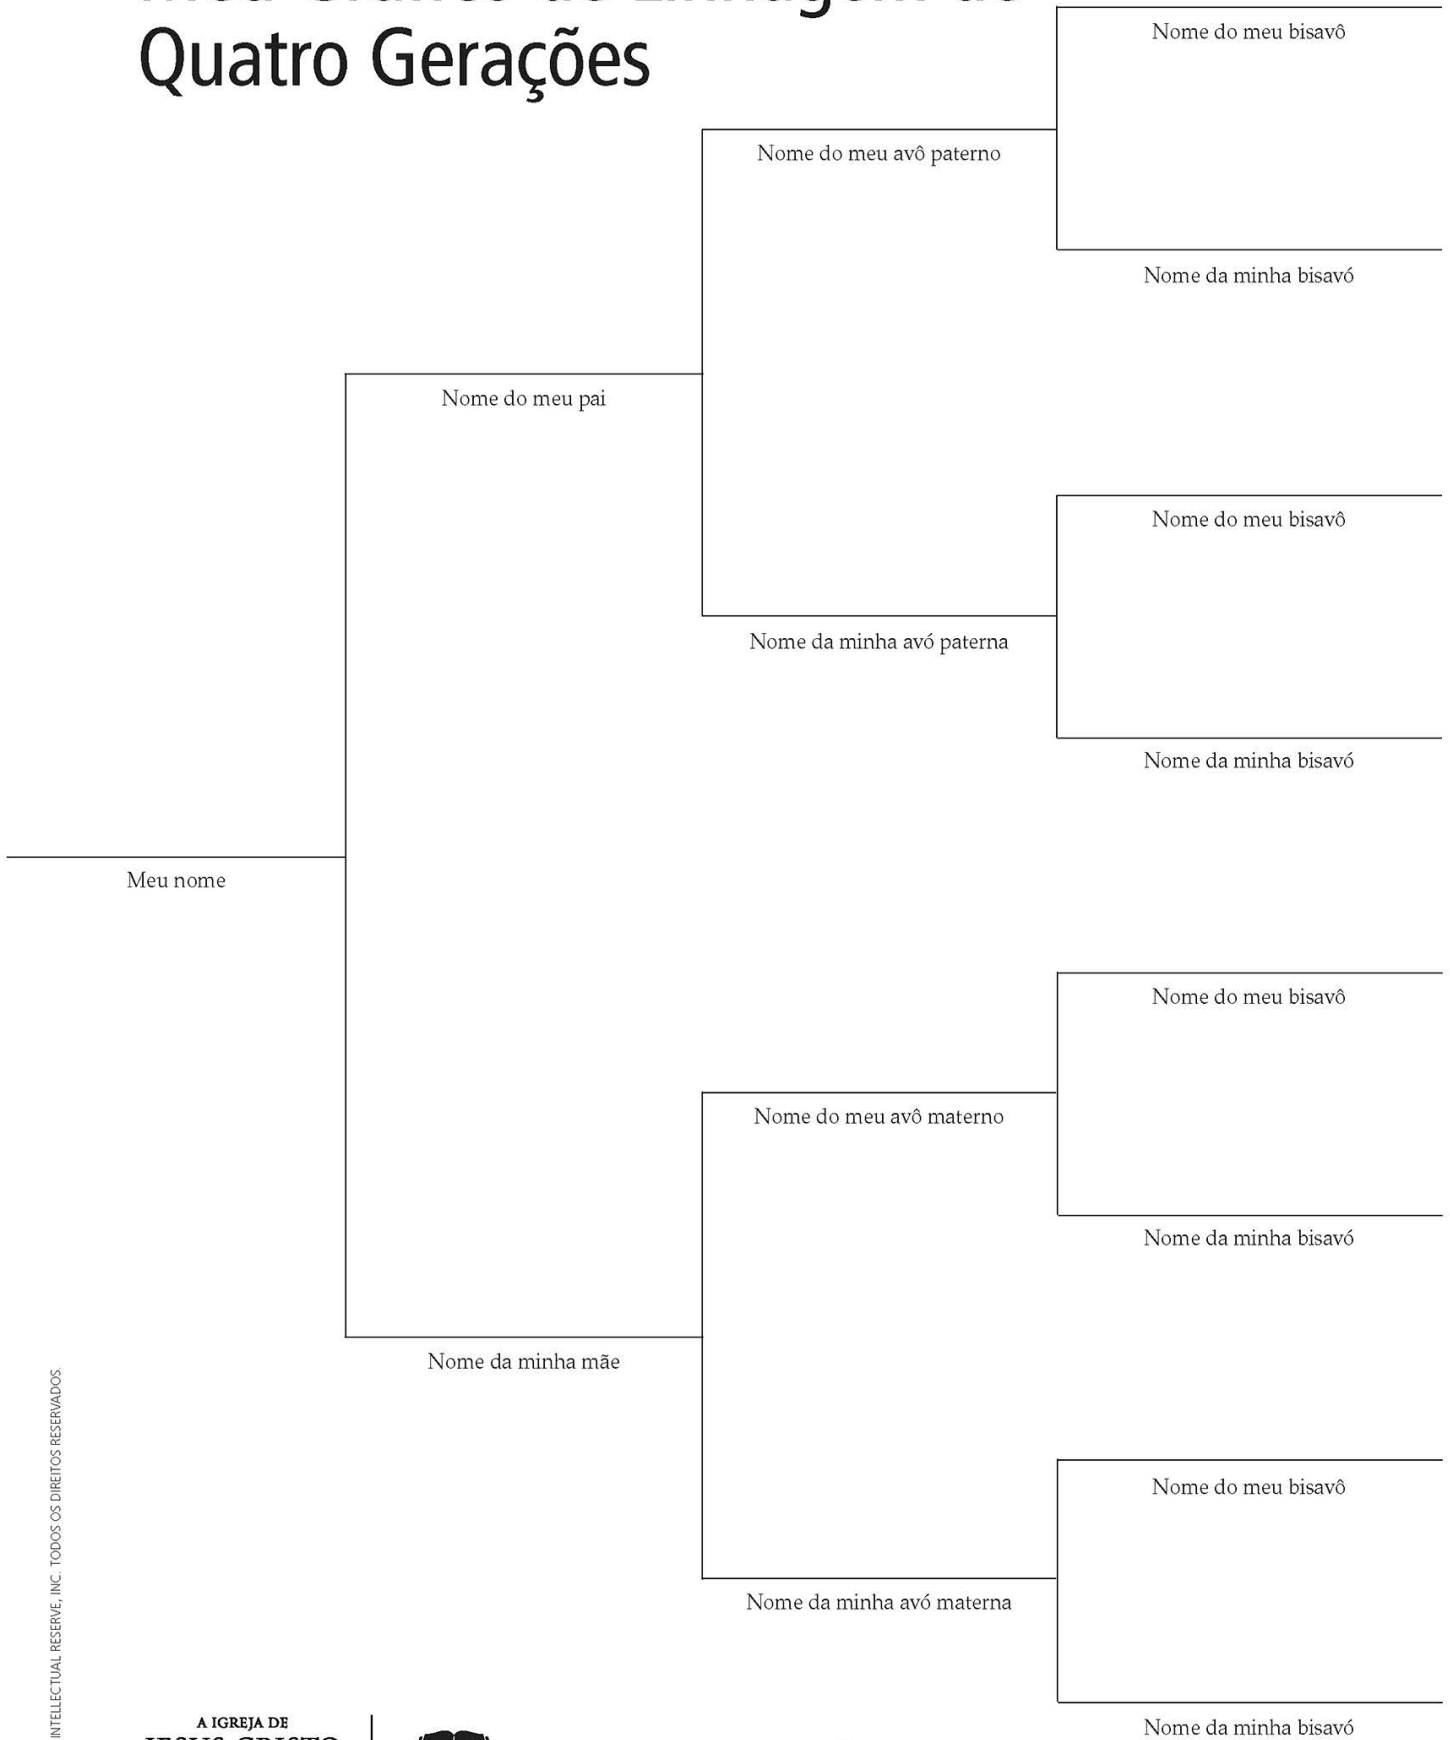 Quatro Gerações
Nome do meu bisavô
Nome do meu avô paterno
Nome da minha bisavó
Nome do meu pai
Nome do meu bisavô
Nome da minha avó paterna
Nome da minha bisavó
Meu nome
Nome do meu bisavô
Nome do meu avô materno
Nome da minha bisavó
Nome da minha mãe
Nome do meu bisavô
Nome da minha avó materna
Nome da minha bisavó
INTELLECTUAL RESERVE, INC. TODOS OS DIREITOS RESERVADOS.
A IGREJA DE
JESUS CRISTO